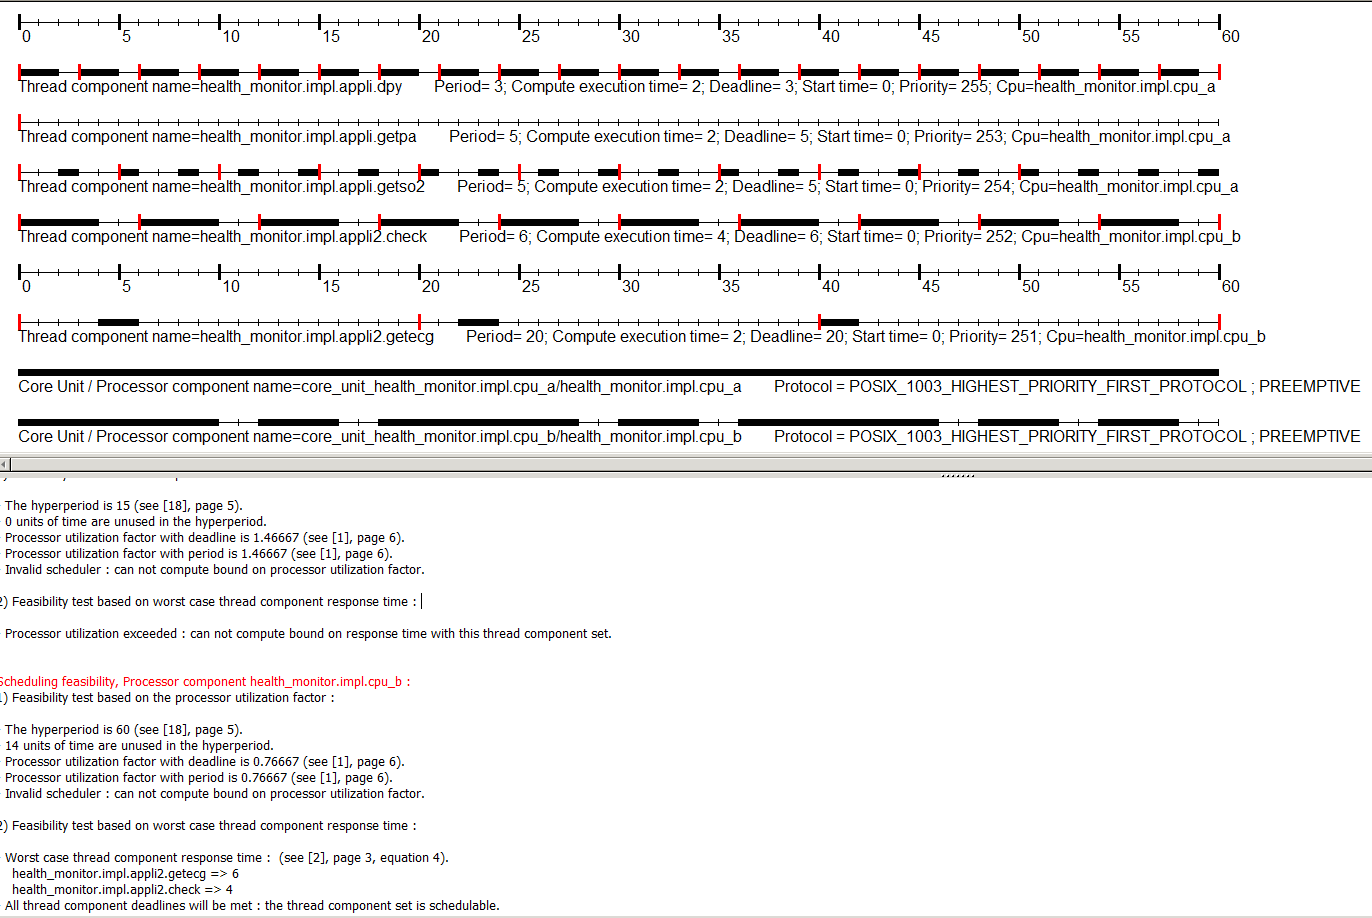 0 5 10 15 20 25 30 35 40 45 50 55 60
Thread component name=health_monitor.impl.appli.dpy Period= 3; Compute execution time= 2; Deadline= 3; Start time= 0; Priority= 255; Cpu=health_monitor.impl.cpu_a
Thread component name=health_monitor.impl.appli.getpa Period= 5; Compute execution time= 2; Deadline= 5; Start time= 0; Priority= 253; Cpu=health_monitor.impl.cpu_a
Thread component name=health_monitor.impl.appli.getso2 Period= 5; Compute execution time= 2; Deadline= 5; Start time= 0; Priority= 254; Cpu=health_monitor.impl.cpu_a
Thread component name=health_monitor.impl.appli2.check Period= 6; Compute execution time= 4; Deadline= 6; Start time= 0; Priority= 252; Cpu=health_monitor.impl.cpu_b
0 5 10 15 20 25 30 35 40 45 50 55 60
Thread component name=health_monitor.impl.appli2.getecg Period= 20; Compute execution time= 2; Deadline= 20; Start time= 0; Priority= 251; Cpu=health_monitor.impl.cpu_b
Core Unit / Processor component name=core_unit_health_monitor.impl.cpu_a/health_monitor.impl.cpu_a Protocol = POSIX_1003_HIGHEST_PRIORITY_FIRST_PROTOCOL ; PREEMPTIVE
Core Unit / Processor component name=core_unit_health_monitor.impl.cpu_b/health_monitor.impl.cpu_b Protocol = POSIX_1003_HIGHEST_PRIORITY_FIRST_PROTOCOL ; PREEMPTIVE
The hyperperiod is 15 (see [18], page 5).
0 units of time are unused in the hyperperiod.
Processor utilization factor with deadline is 1.46667 (see [1], page 6).
Processor utilization factor with period is 1.46667 (see [1], page 6).
Invalid scheduler : can not compute bound on processor utilization factor.
2) Feasibility test based on worst case thread component response time :
Processor utilization exceeded : can not compute bound on response time with this thread component set.
Scheduling feasibility, Processor component health_monitor.impl.cpu_b :
1) Feasibility test based on the processor utilization factor :
The hyperperiod is 60 (see [18], page 5).
14 units of time are unused in the hyperperiod.
Processor utilization factor with deadline is 0.76667 (see [1], page 6).
Processor utilization factor with period is 0.76667 (see [1], page 6).
Invalid scheduler : can not compute bound on processor utilization factor.
2) Feasibility test based on worst case thread component response time :
Worst case thread component response time : (see [2], page 3, equation 4).
health_monitor.impl.appli2.getecg => 6
health_monitor.impl.appli2.check => 4
All thread component deadlines will be met : the thread component set is schedulable.